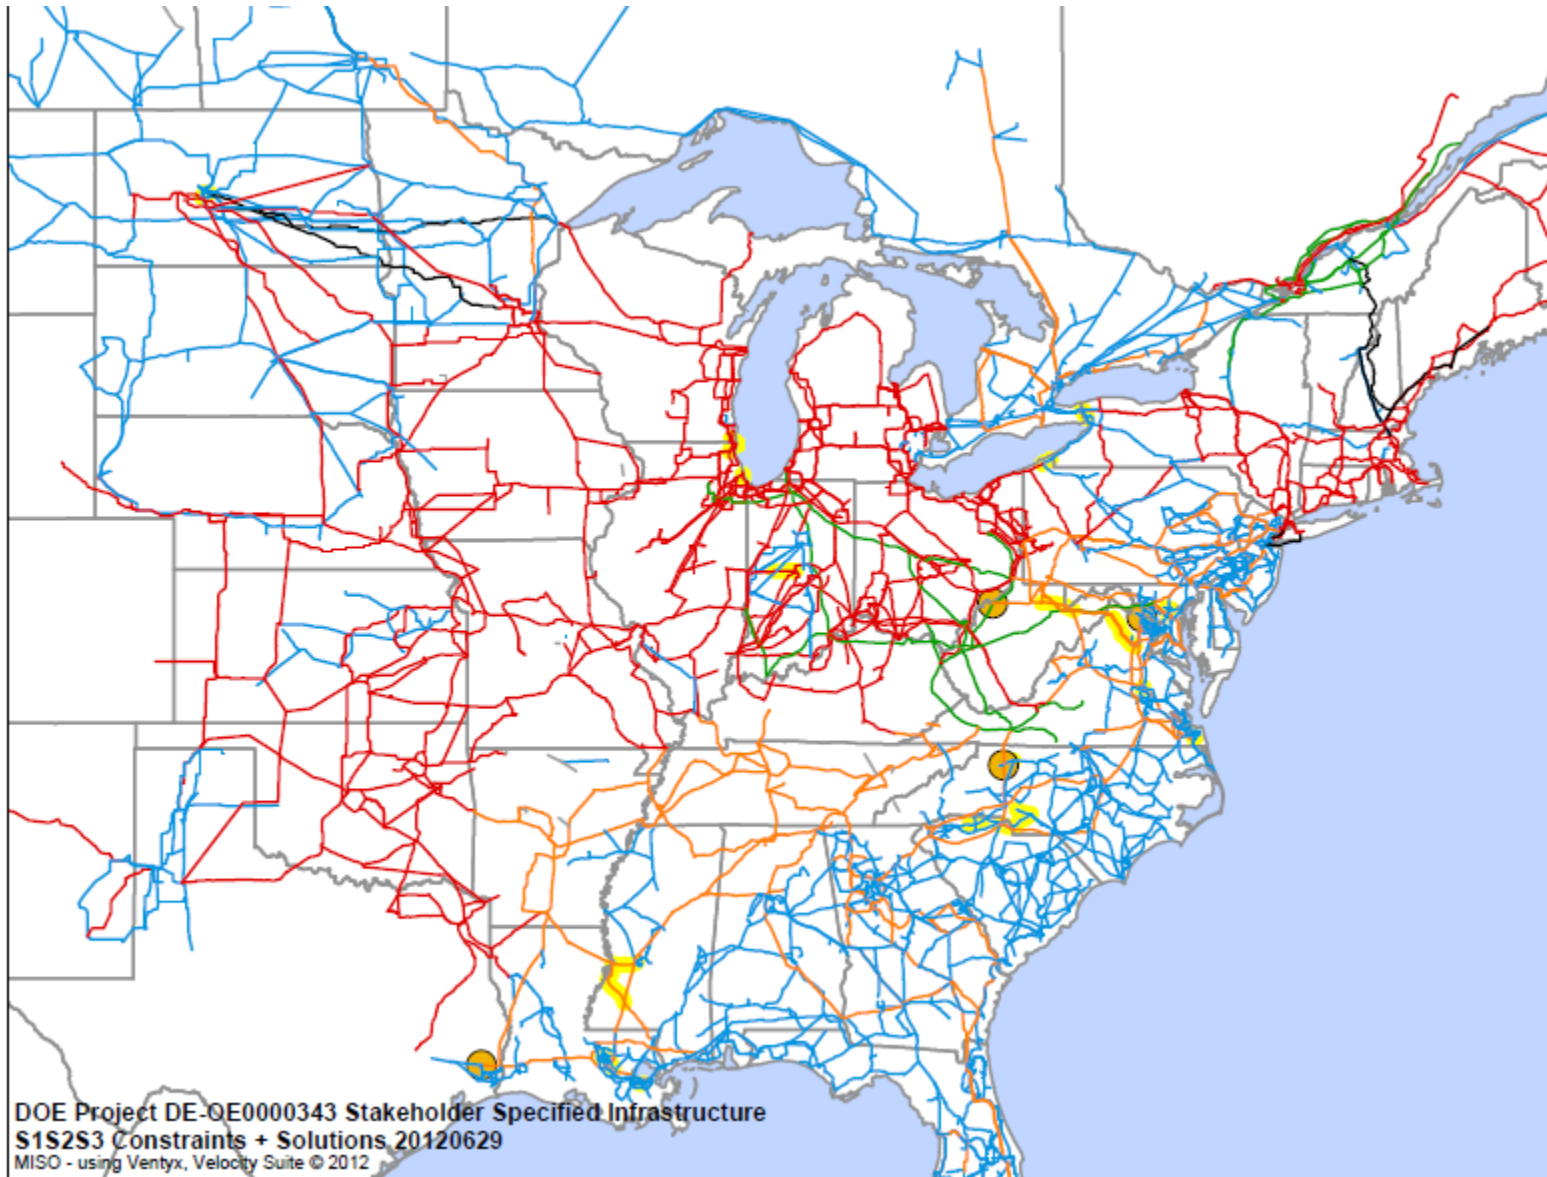 DOE Project DE-OE0000343 Stakeholder Specified Infrastructure
S1S2S3 Constraints + Solutions 20120629
MISO - using Ventyx, Velocity Suite © 2012